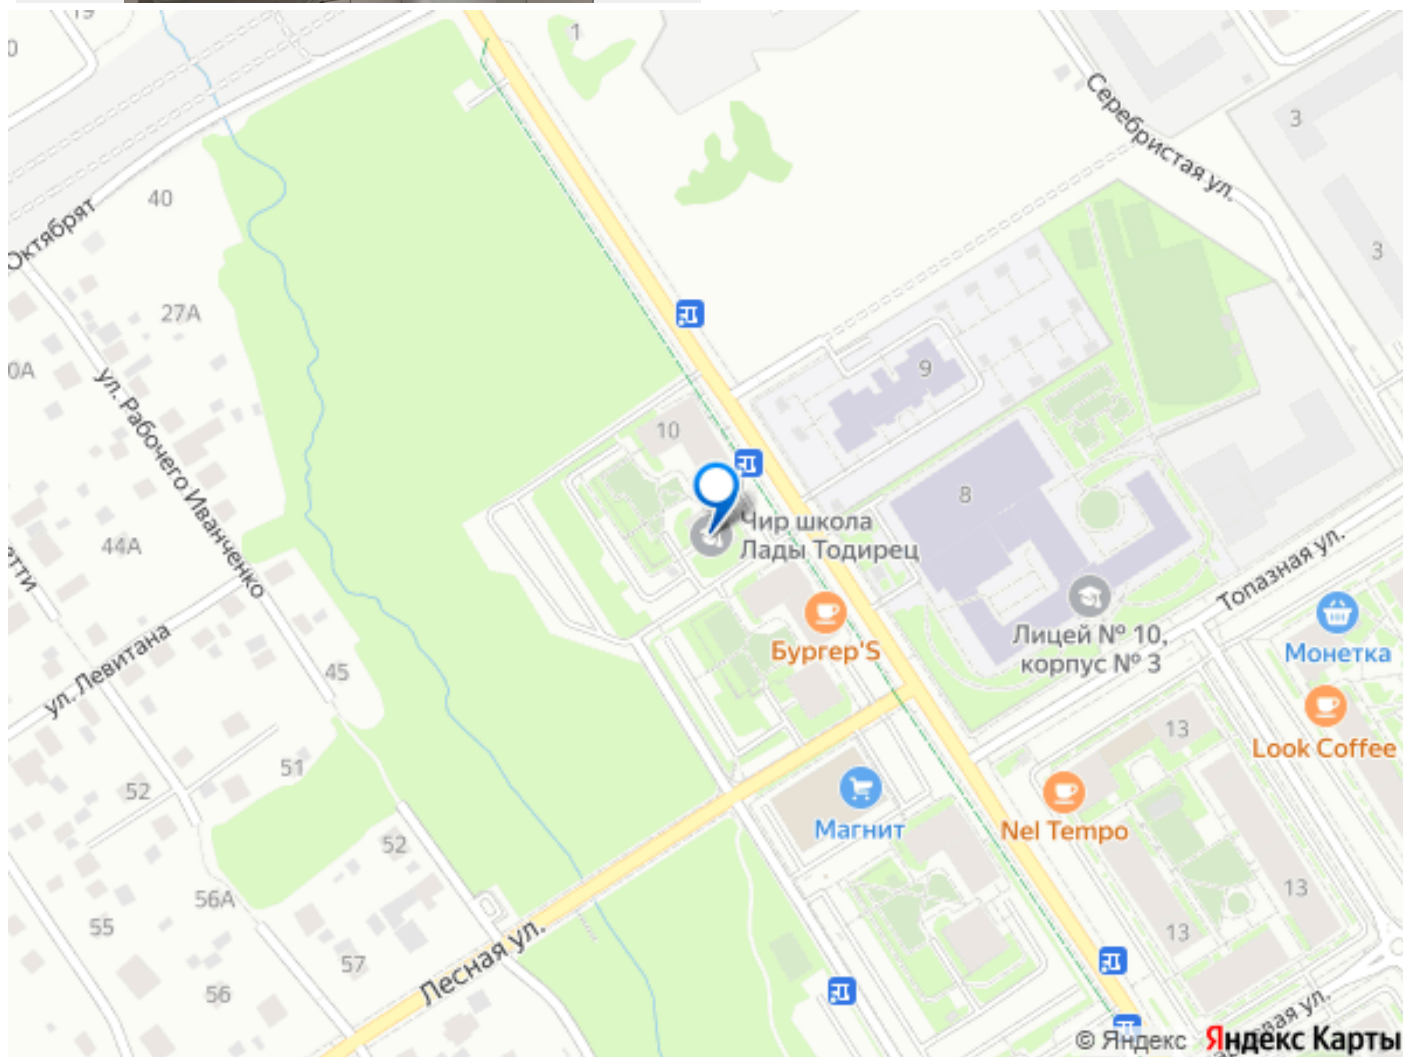 1
3
Серебристая ул.
40
Октябрят
3
27А
9
ул. Рабочего Иванченко
10
8
Чир школа
Лады Тодирец
44А
Топазная ул.
Лицей № 10,
корпус № 3
Монетка
Бургер'S
ул. Левитана
45
Look Coffee
13
51
52
Nel Tempo
Магнит
52
13
56А
55
13
Лесная ул.
57
56
© Яндекс Яндекс Карты